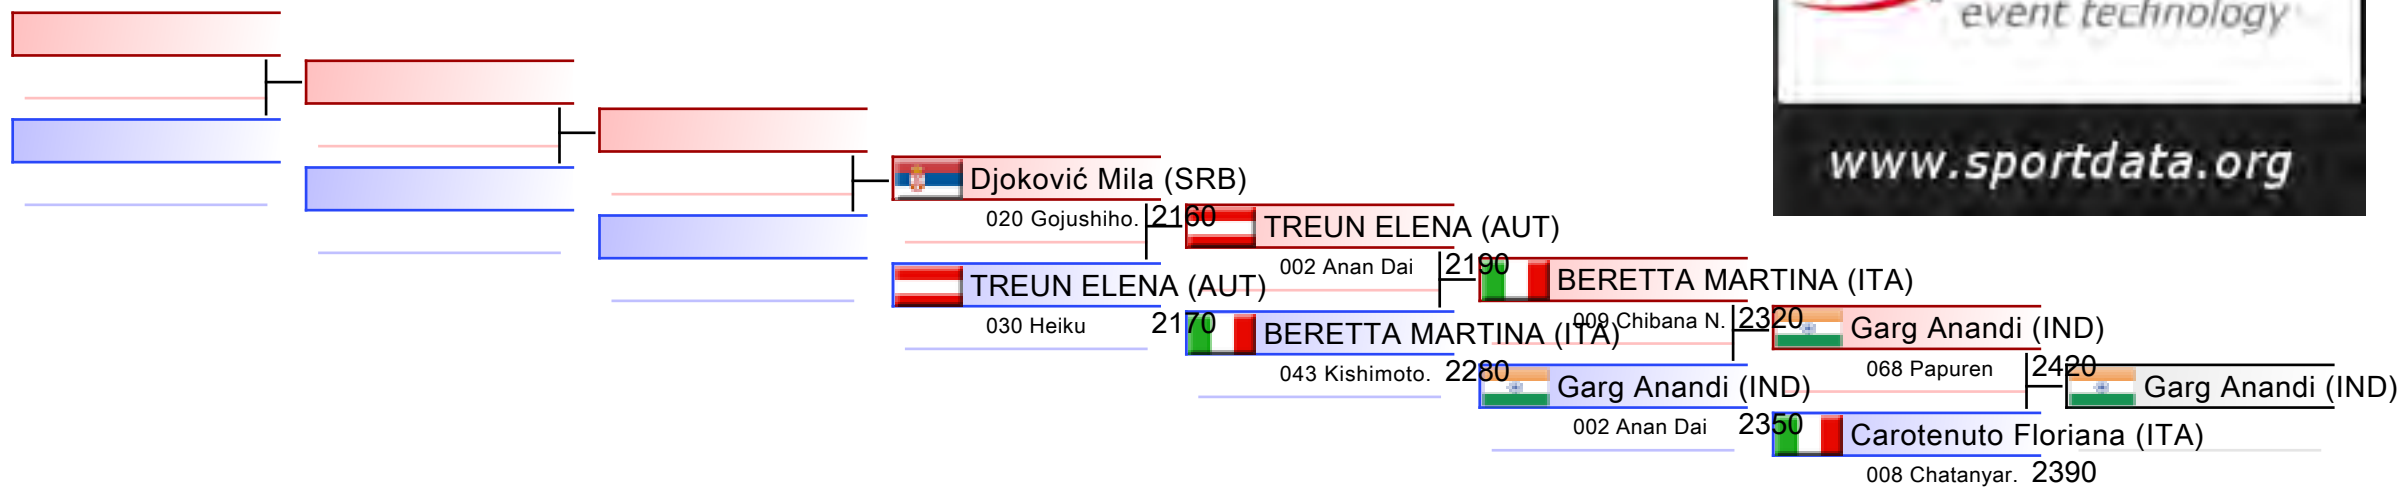 event technology
www.sportdata.org
Djoković Mila (SRB)
020 Gojushiho. 2160
TREUN ELENA (AUT)
002 Anan Dai 2190
TREUN ELENA (AUT)
030 Heiku 2170
BERETTA MARTINA (ITA)
009 Chibana N. 2320
BERETTA MARTINA (ITA)
043 Kishimoto. 2280
Garg Anandi (IND)
068 Papuren 2420
Garg Anandi (IND)
002 Anan Dai 2350
Garg Anandi (IND)
Carotenuto Floriana (ITA)
008 Chatanyar. 2390